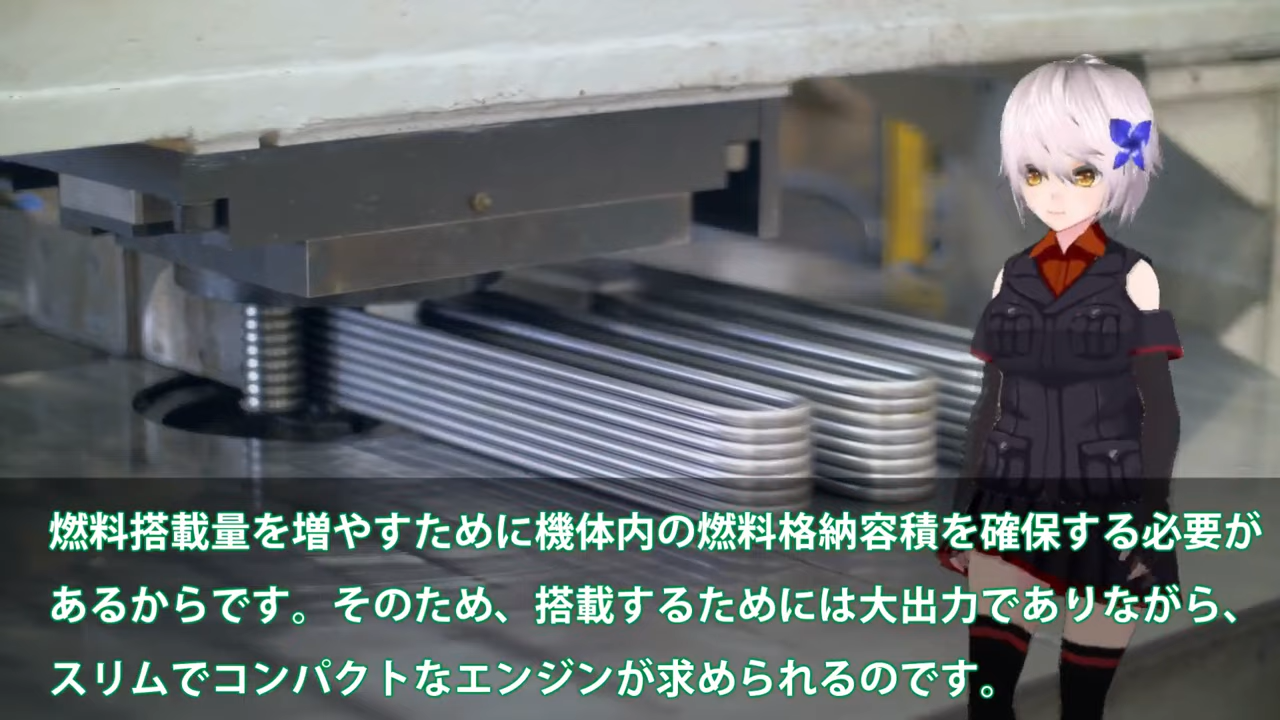 燃料搭載量を増やすために機体内の燃料格納容積を確保する必要が
あるからです。そのため、搭載するためには大出力でありながら、
スリムでコンパクトなエンジンが求められるのです。